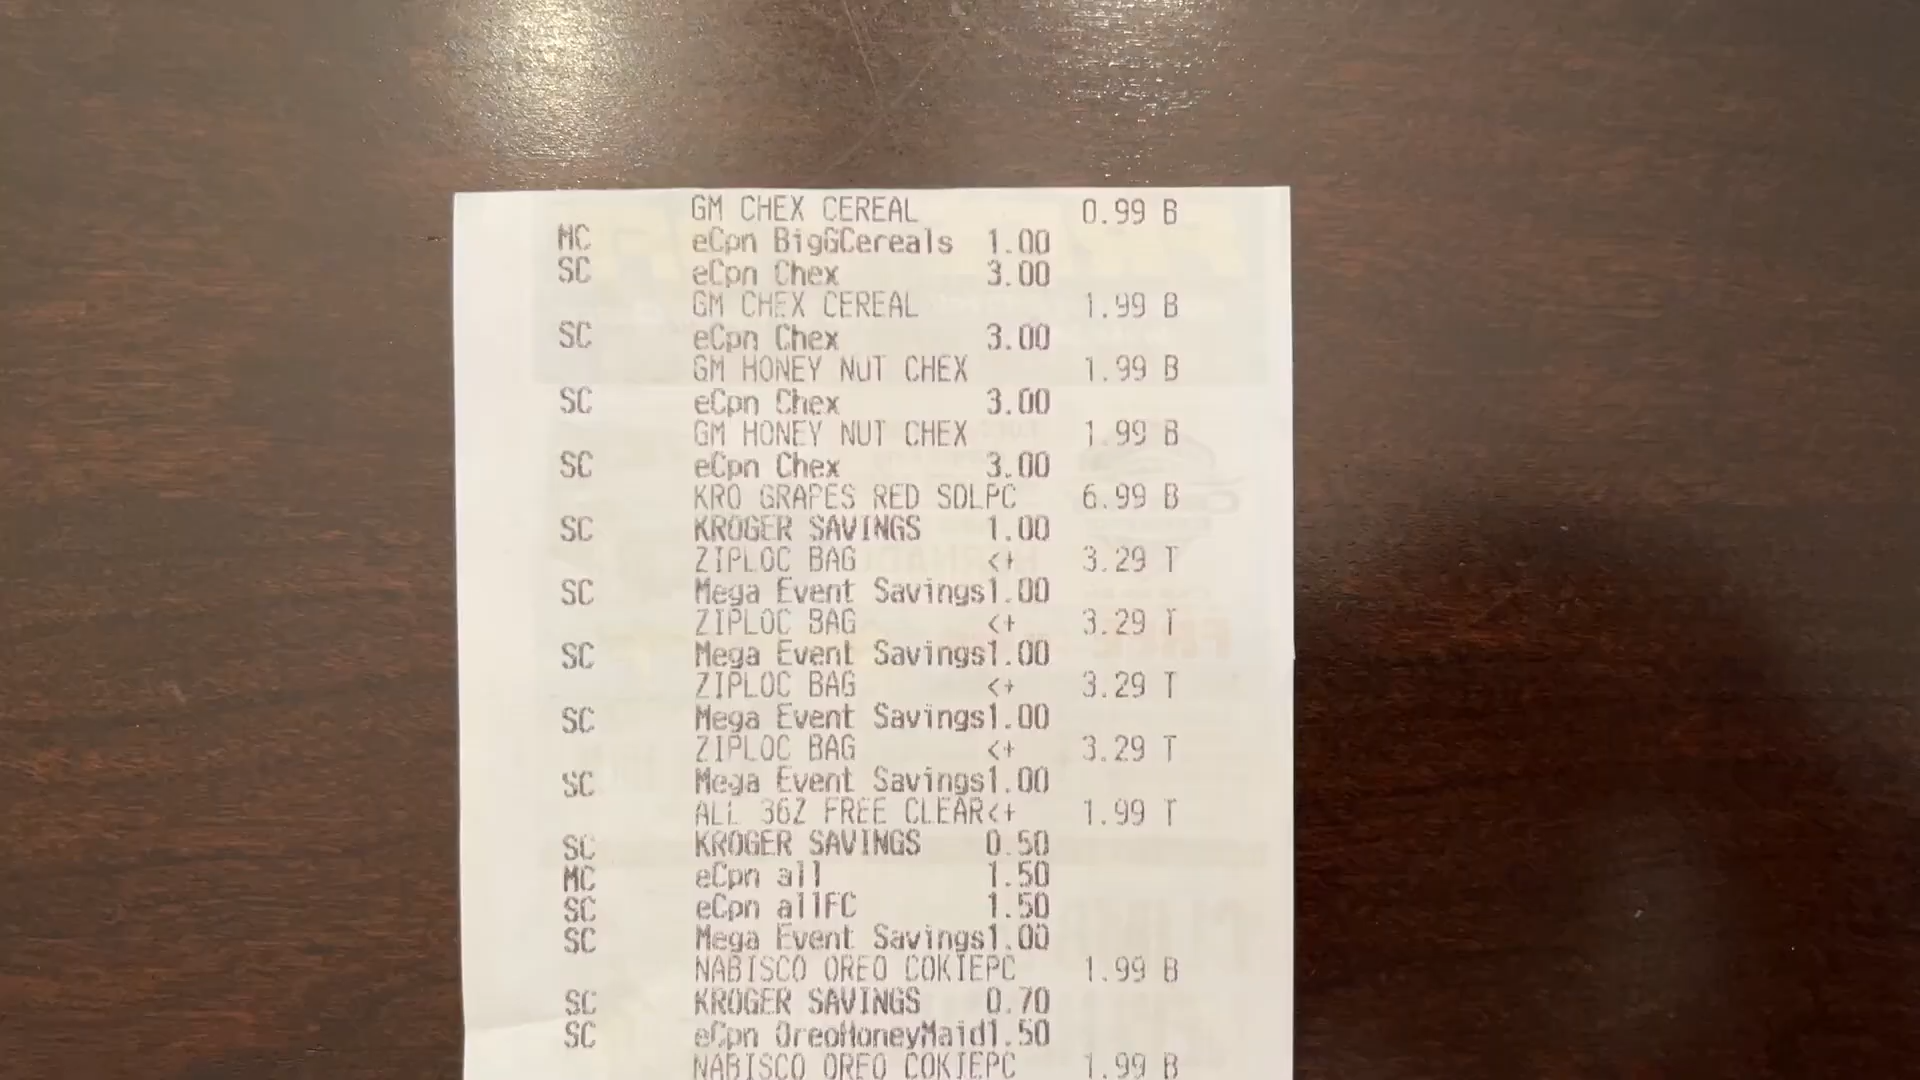 GM CHEX CEREAL 0.99 B
MC eCpn BigGCereals 1.00
SC eCpn Chex 3.00
GM CHEX CEREAL 1.99 B
SC eCpn Chex 3.00
GM HONEY NUT CHEX 1.99 B
SC eCpn Chex 3.00
GM HONEY NUT CHEX 1.99 B
SC eCpn Chex 3.00
KRO GRAPES RED SDLPC 6.99 B
SC KROGER SAVINGS 1.00
ZIPLOC BAG <+ 3.29 T
SC Mega Event Savings1.00
ZIPLOC BAG <+ 3.29 T
SC Mega Event Savings1.00
ZIPLOC BAG <+ 3.29 T
SC Mega Event Savings1.00
ZIPLOC BAG <+ 3.29 T
SC Mega Event Savings1.00
ALL 36Z FREE CLEAR<+ 1.99 T
SC KROGER SAVINGS 0.50
MC eCpn all 1.50
SC eCpn allFC 1.50
SC Mega Event Savings1.00
NABISCO OREO COKIEPC 1.99 B
SC KROGER SAVINGS 0.70
SC eCpn OreoHoneyMaid1.50
NABISCO OREO COKIEPC 1.99 B